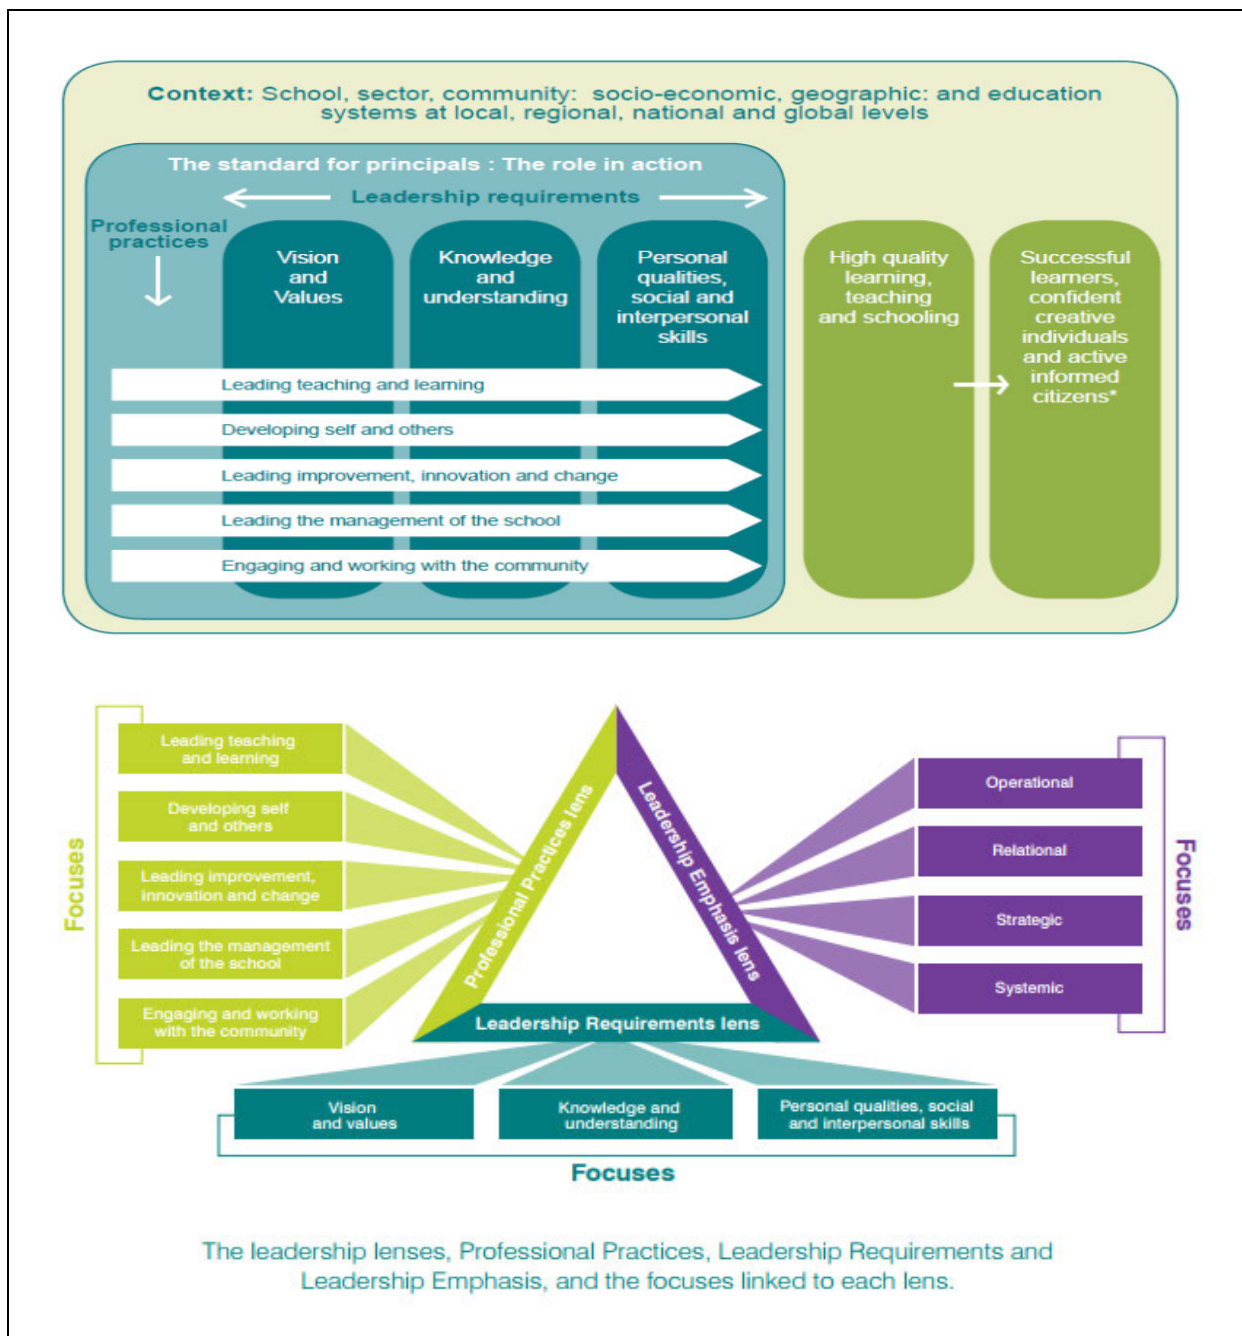 Context: School, sector, community: socio-economic, geographic: and education
systems at local, regional, national and global levels
The standard for principals : The role in action
Leadership requirements
Professional
practices
Vision
and
Values
Knowledge
and
understanding
Personal
qualities,
social and
interpersonal
skills
High quality
learning,
teaching
and schooling
Successful
learners,
confident
creative
individuals
and active
informed
citizens*
Leading teaching and learning
Developing self and others
Leading improvement, innovation and change
Leading the management of the school
Engaging and working with the community
Focuses
Leading teaching
and learning
Developing self
and others
Leading improvement,
innovation and change
Leading the management
of the school
Engaging and working
with the community
Professional Practices lens
Leadership Emphasis lens
Leadership Requirements lens
Operational
Relational
Strategic
Systemic
Focuses
Vision
and values
Knowledge and
understanding
Personal qualities, social
and interpersonal skills
Focuses
The leadership lenses, Professional Practices, Leadership Requirements and
Leadership Emphasis, and the focuses linked to each lens.